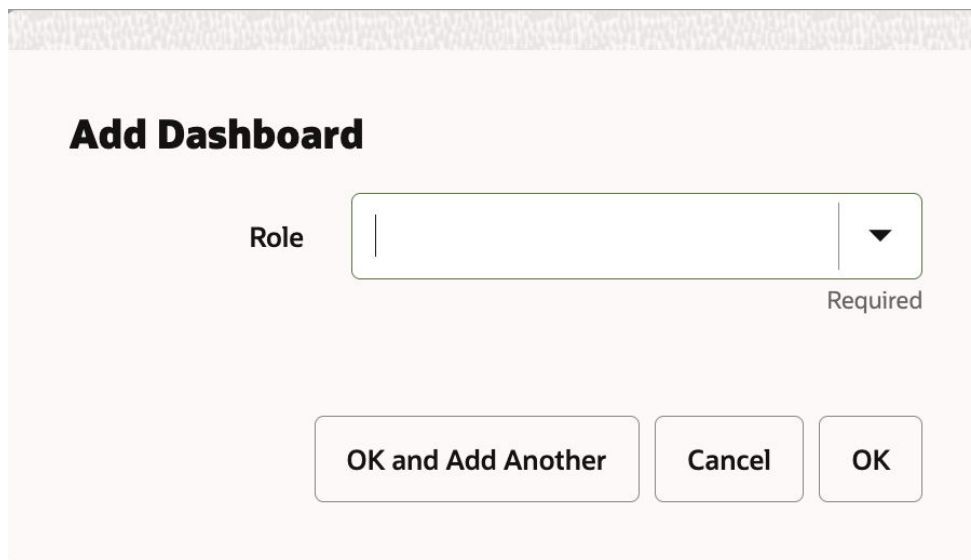 Add Dashboard
Role
Required
OK and Add Another
Cancel
OK